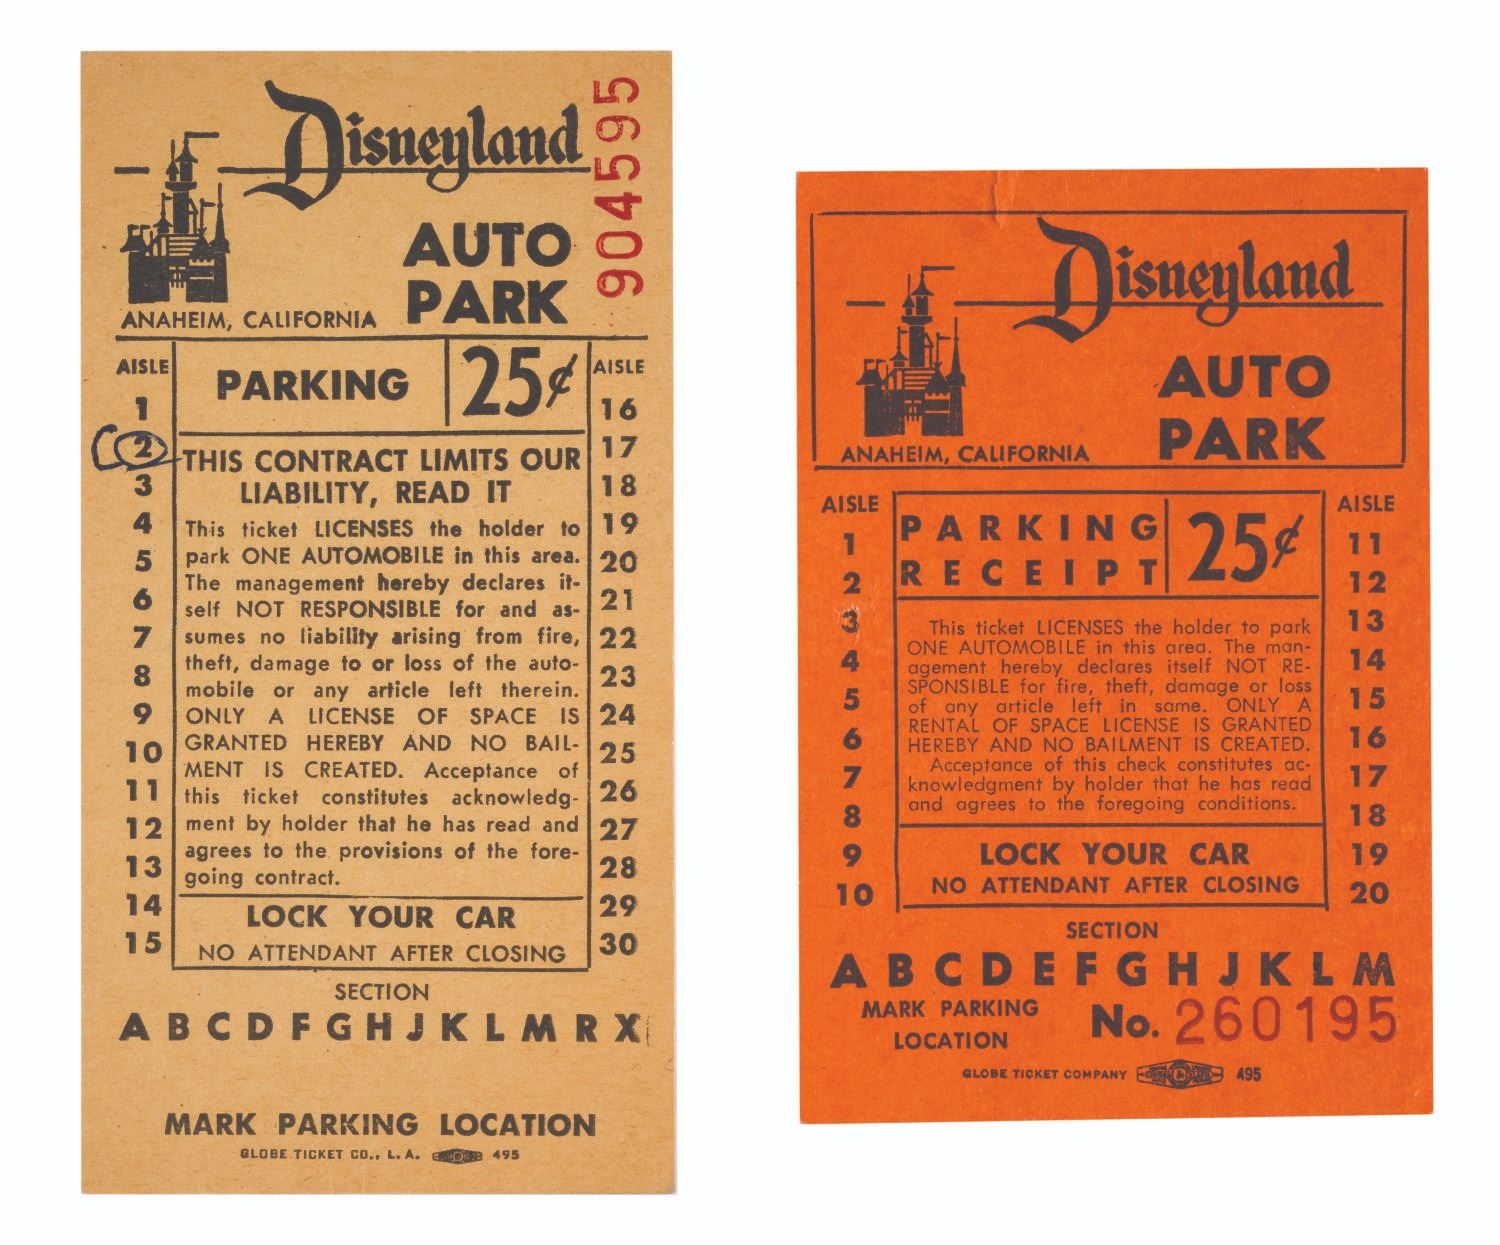 Disneyland
904595
AUTO
PARK
ANAHEIM, CALIFORNIA
AISLE
PARKING
25¢
AISLE
1
2
3
4
5
6
7
8
9
10
11
12
13
14
15
THIS CONTRACT LIMITS OUR
LIABILITY, READ IT
This ticket LICENSES the holder to
park ONE AUTOMOBILE in this area.
The management hereby declares it-
self NOT RESPONSIBLE for and as-
sumes no liability arising from fire,
theft, damage to or loss of the auto-
mobile or any article left therein.
ONLY A LICENSE OF SPACE IS
GRANTED HEREBY AND NO BAIL-
MENT IS CREATED. Acceptance of
this ticket constitutes acknowledg-
ment by holder that he has read and
agrees to the provisions of the fore-
going contract.
LOCK YOUR CAR
NO ATTENDANT AFTER CLOSING
16
17
18
19
20
21
22
23
24
25
26
27
28
29
30
SECTION
A B C D F G H J K L M R X
MARK PARKING LOCATION
GLOBE TICKET CO., L. A. 495
Disneyland
AUTO
PARK
ANAHEIM, CALIFORNIA
AISLE
PARKING
RECEIPT
25¢
AISLE
1
2
3
4
5
6
7
8
9
10
This ticket LICENSES the holder to park
ONE AUTOMOBILE in this area. The man-
agement hereby declares itself NOT RE-
SPONSIBLE for fire, theft, damage or loss
of any article left in same. ONLY A
RENTAL OF SPACE LICENSE IS GRANTED
HEREBY AND NO BAILMENT IS CREATED.
Acceptance of this check constitutes ac-
knowledgment by holder that he has read
and agrees to the foregoing conditions.
LOCK YOUR CAR
NO ATTENDANT AFTER CLOSING
11
12
13
14
15
16
17
18
19
20
SECTION
A B C D E F G H J K L M
MARK PARKING
LOCATION
No. 260195
GLOBE TICKET COMPANY 495